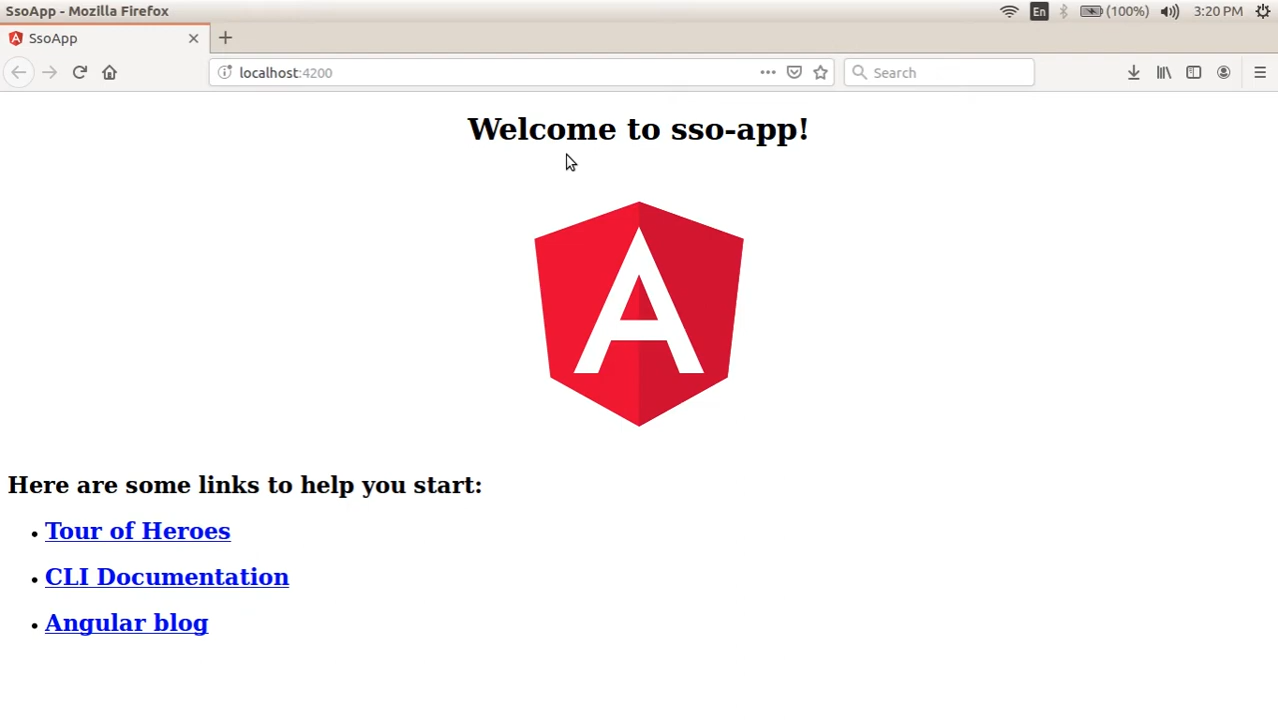 SsoApp - Mozilla Firefox
En
(100%)
3:20 PM
SsoApp
localhost:4200
Search
Welcome to sso-app!
A
Here are some links to help you start:
Tour of Heroes
CLI Documentation
Angular blog